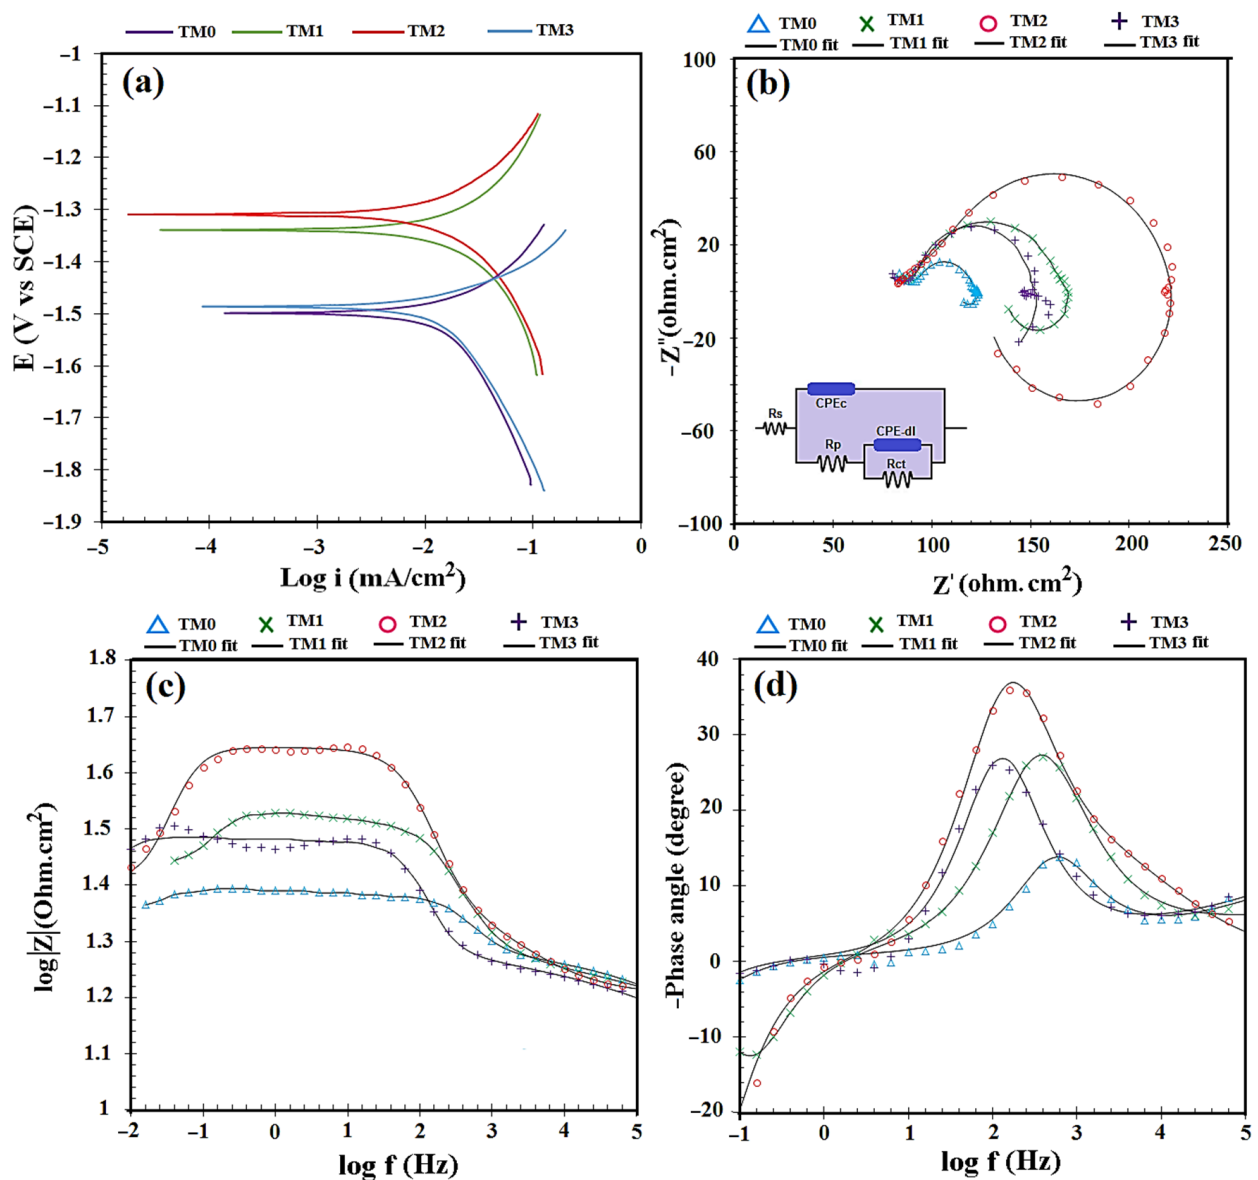 TM0 TM1 TM2 TM3
(a)
E (V vs SCE)
−1
−1.1
−1.2
−1.3
−1.4
−1.5
−1.6
−1.7
−1.8
−1.9
−5 −4 −3 −2 −1 0
Log i (mA/cm2)
TM0 TM1 TM2 TM3
TM0 fit TM1 fit TM2 fit TM3 fit
(b)
−Z"(ohm.cm2)
100
60
20
−20
−60
−100
Rs
CPEc
Rp
CPE-dl
Rct
0 50 100 150 200 250
Z' (ohm.cm2)
TM0 TM1 TM2 TM3
TM0 fit TM1 fit TM2 fit TM3 fit
(c)
log|Z|(Ohm.cm2)
1.8
1.7
1.6
1.5
1.4
1.3
1.2
1.1
1
−2 −1 0 1 2 3 4 5
log f (Hz)
TM0 TM1 TM2 TM3
TM0 fit TM1 fit TM2 fit TM3 fit
(d)
−Phase angle (degree)
40
30
20
10
0
−10
−20
−1 0 1 2 3 4 5
log f (Hz)